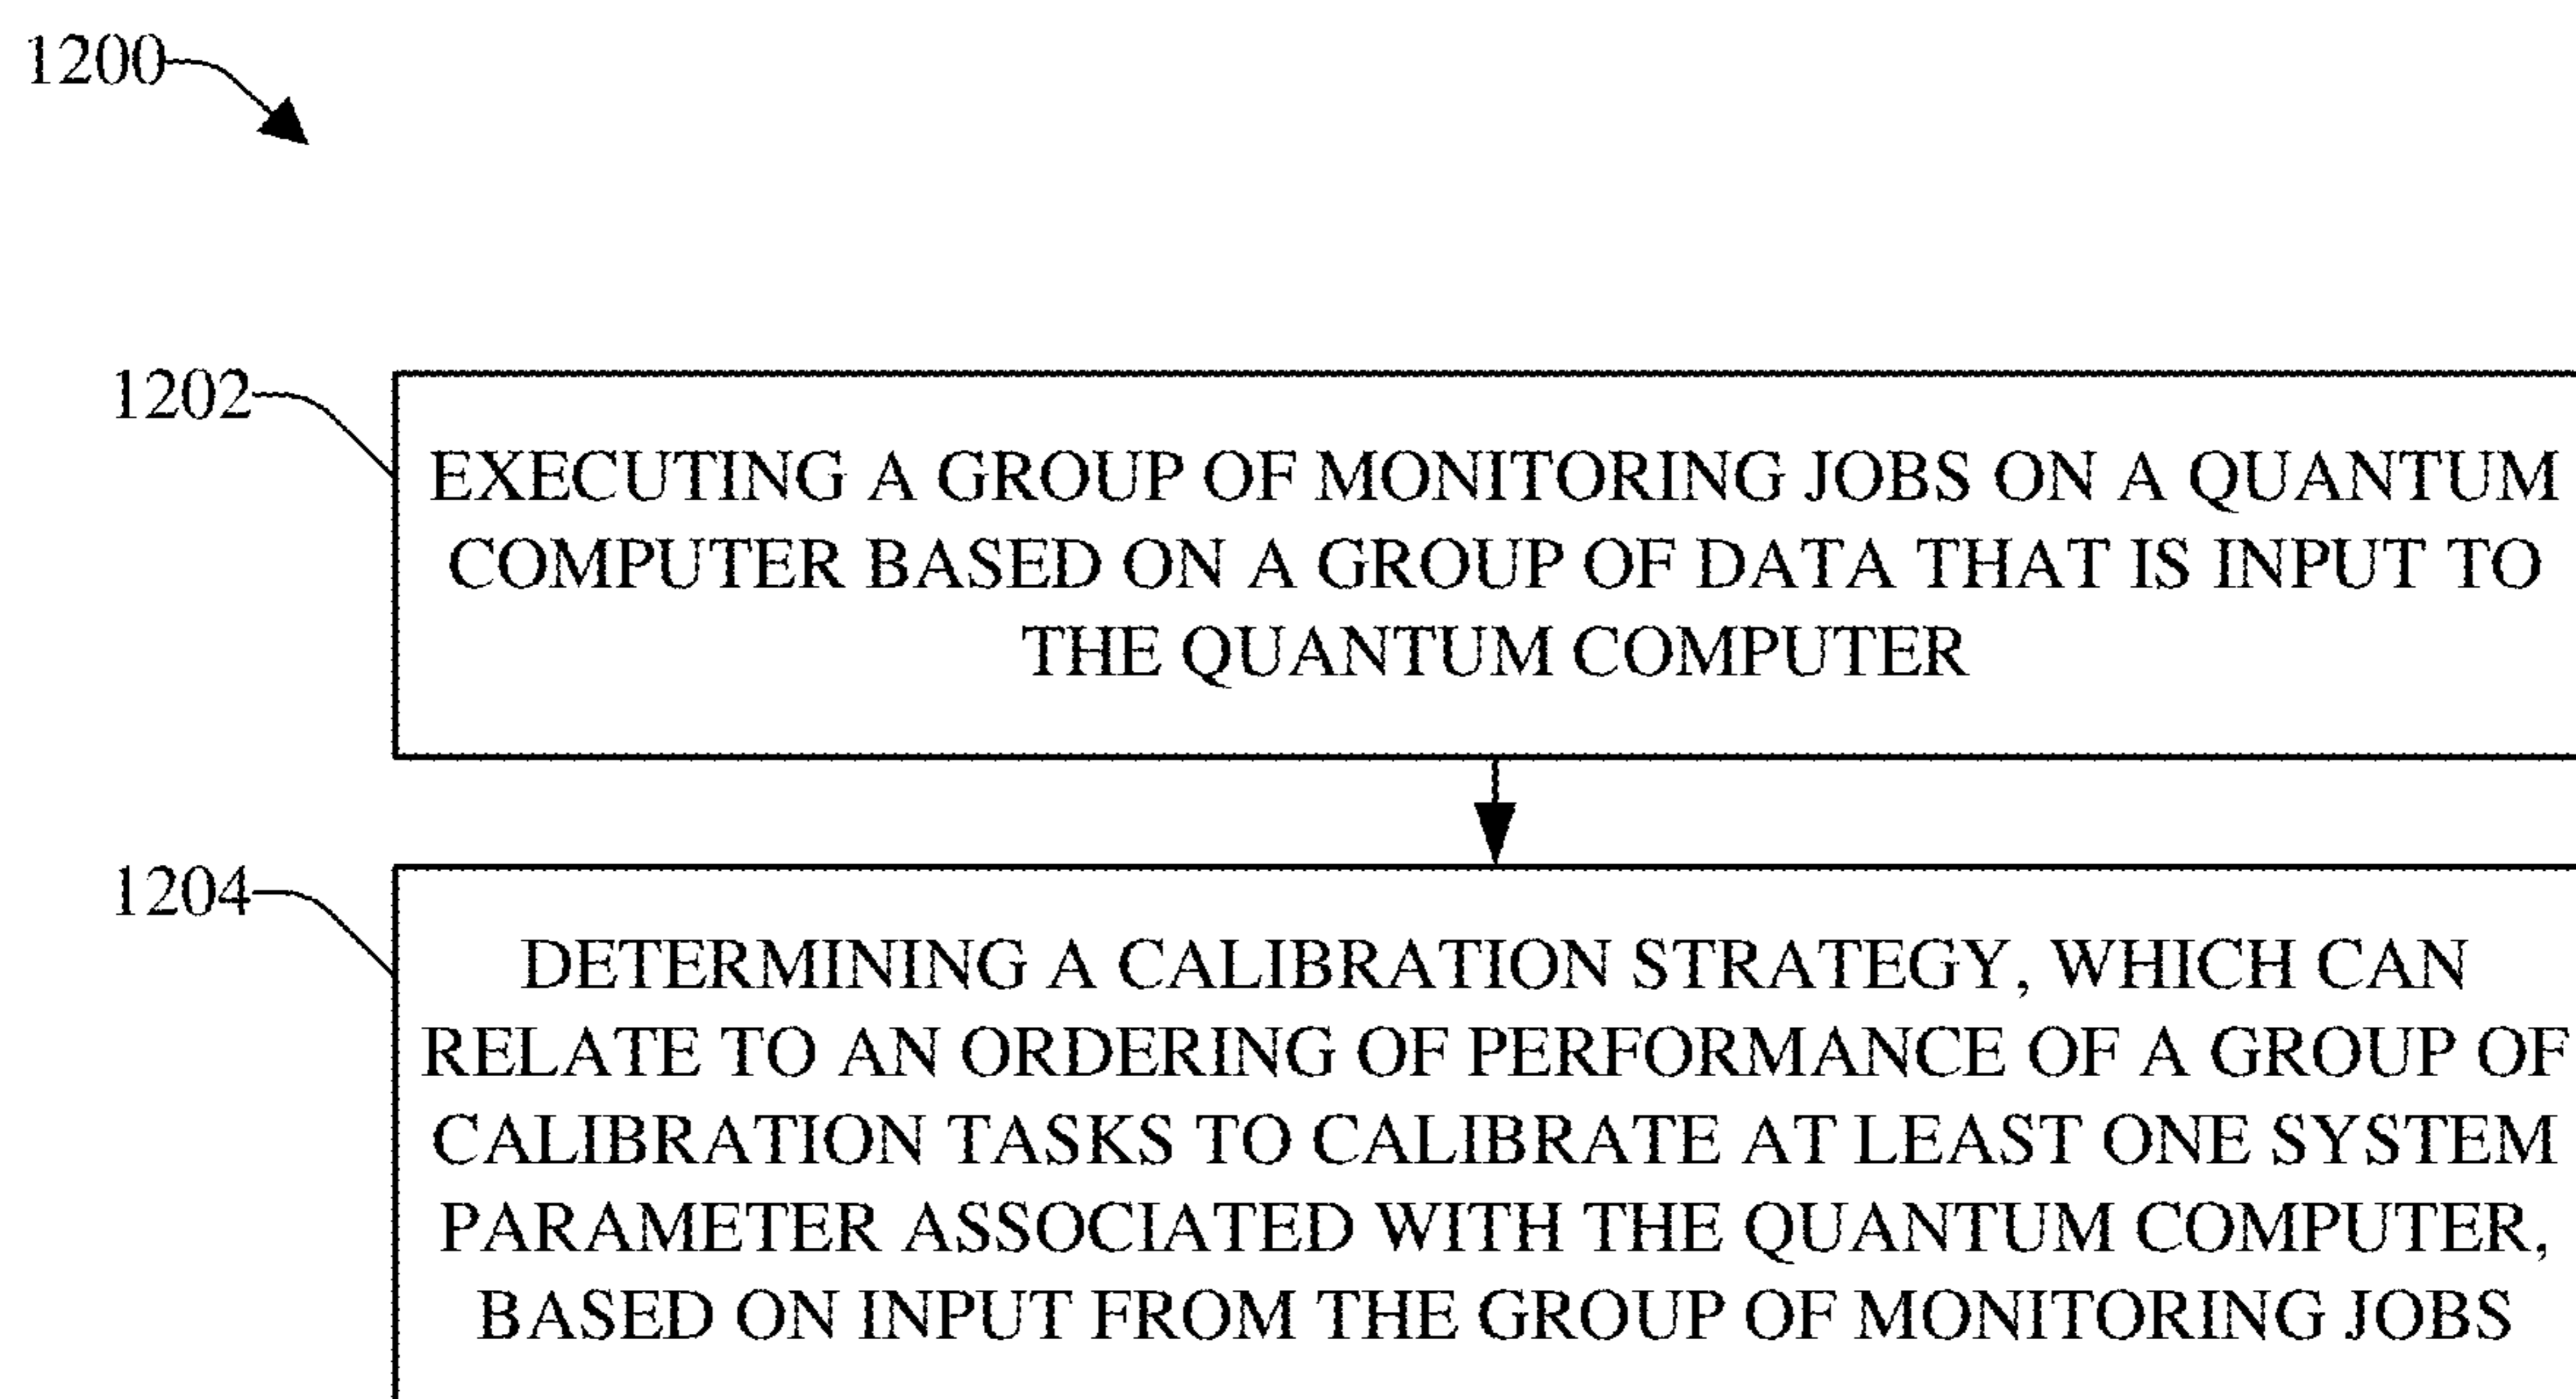 1200
1202
EXECUTING A GROUP OF MONITORING JOBS ON A QUANTUM
COMPUTER BASED ON A GROUP OF DATA THAT IS INPUT TO
THE QUANTUM COMPUTER
1204
DETERMINING A CALIBRATION STRATEGY, WHICH CAN
RELATE TO AN ORDERING OF PERFORMANCE OF A GROUP OF
CALIBRATION TASKS TO CALIBRATE AT LEAST ONE SYSTEM
PARAMETER ASSOCIATED WITH THE QUANTUM COMPUTER,
BASED ON INPUT FROM THE GROUP OF MONITORING JOBS